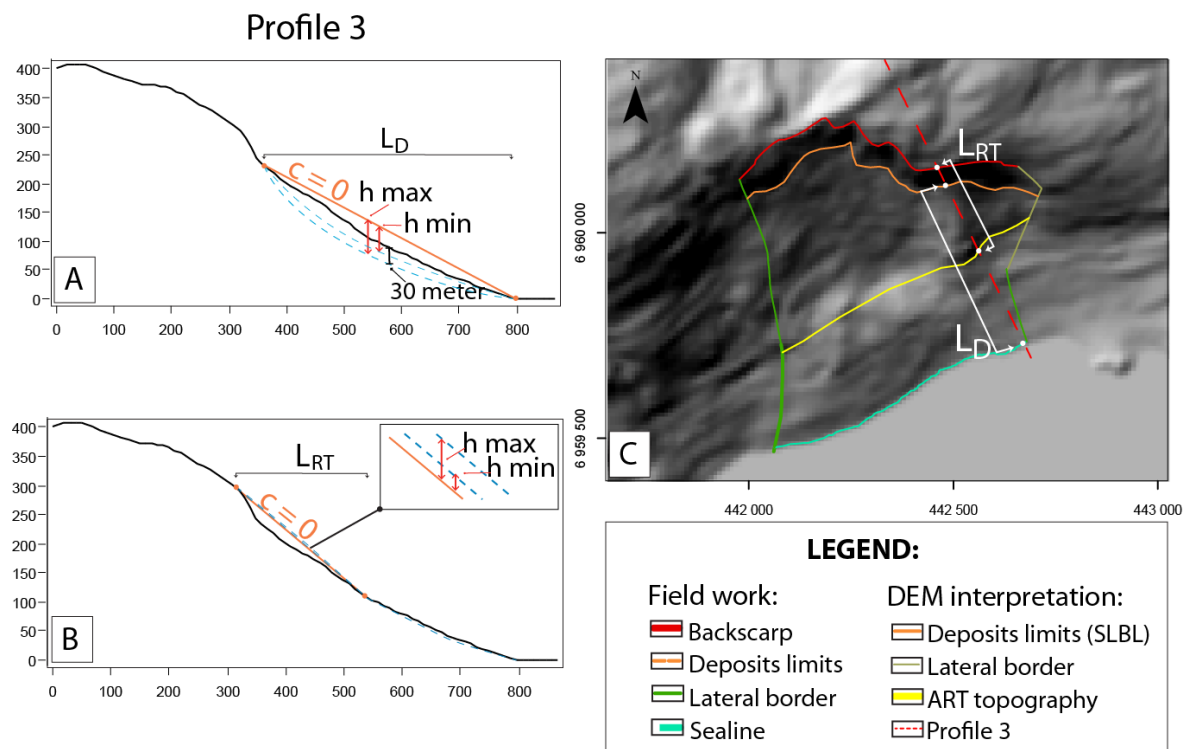 Profile 3
400
350
300
250
200
150
100
50
0
L_D
c = 0
h max
h min
30 meter
A
0 100 200 300 400 500 600 700 800
400
350
300
250
200
150
100
50
0
L_RT
c = 0
h max
h min
B
0 100 200 300 400 500 600 700 800
N
L_RT
L_D
6 960 000
6 959 500
C
442 000 442 500 443 000
LEGEND:
Field work:
Backscarp
Deposits limits
Lateral border
Sealine
DEM interpretation:
Deposits limits (SLBL)
Lateral border
ART topography
Profile 3